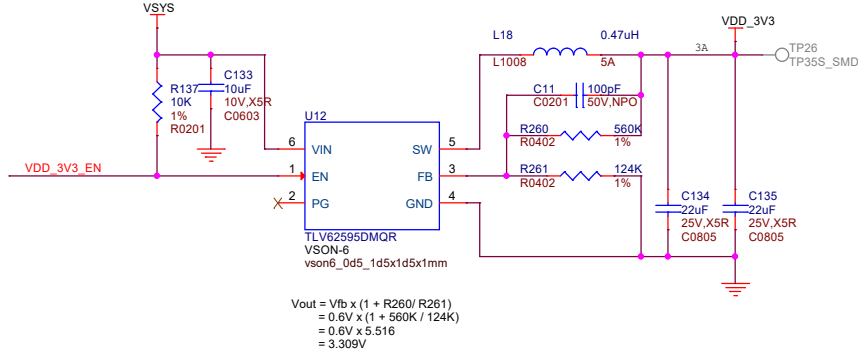 VSYS
VDD_3V3
L18 0.47uH
L1008 5A
3A
TP26
TP35S_SMD
R137
10K
1%
R0201
C133
10uF
10V,X5R
C0603
C11 100pF
C0201 50V,NPO
U12
R260 560K
R0402 1%
6 VIN SW 5
VDD_3V3_EN
1 EN FB 3
R261 124K
R0402 1%
2 PG GND 4
C134
22uF
25V,X5R
C0805
C135
22uF
25V,X5R
C0805
TLV62595DMQR
VSON-6
vson6_0d5_1d5x1d5x1mm
Vout = Vfb x (1 + R260/ R261)
= 0.6V x (1 + 560K / 124K)
= 0.6V x 5.516
= 3.309V